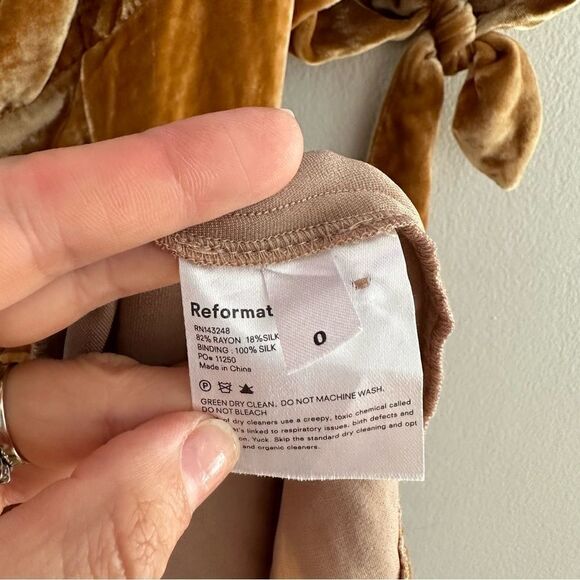 Reformat
0
RN143248
82% RAYON 18%SILK
BINDING : 100% SILK
PO# 11250
Made in China
P
GREEN DRY CLEAN. DO NOT MACHINE WASH.
DO NOT BLEACH
dry cleaners use a creepy, toxic chemical called
that's linked to respiratory issues, birth defects and
Yuck. Skip the standard dry cleaning and opt
and organic cleaners.